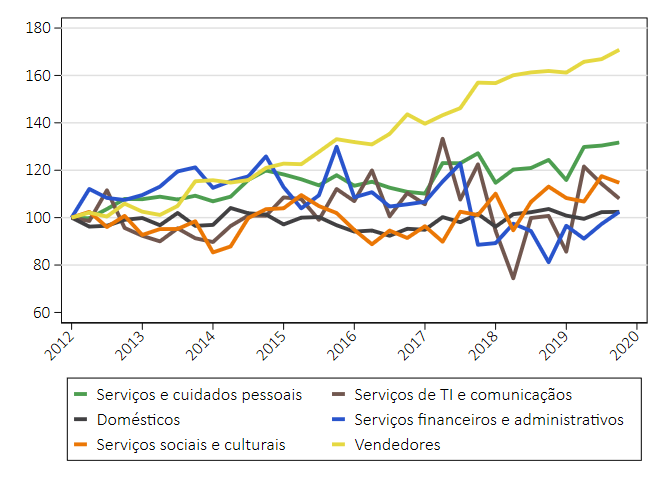 180
160
140
120
100
80
60
2012
2013
2014
2015
2016
2017
2018
2019
2020
Serviços e cuidados pessoais
Serviços de TI e comunicaçãos
Domésticos
Serviços financeiros e administrativos
Serviços sociais e culturais
Vendedores